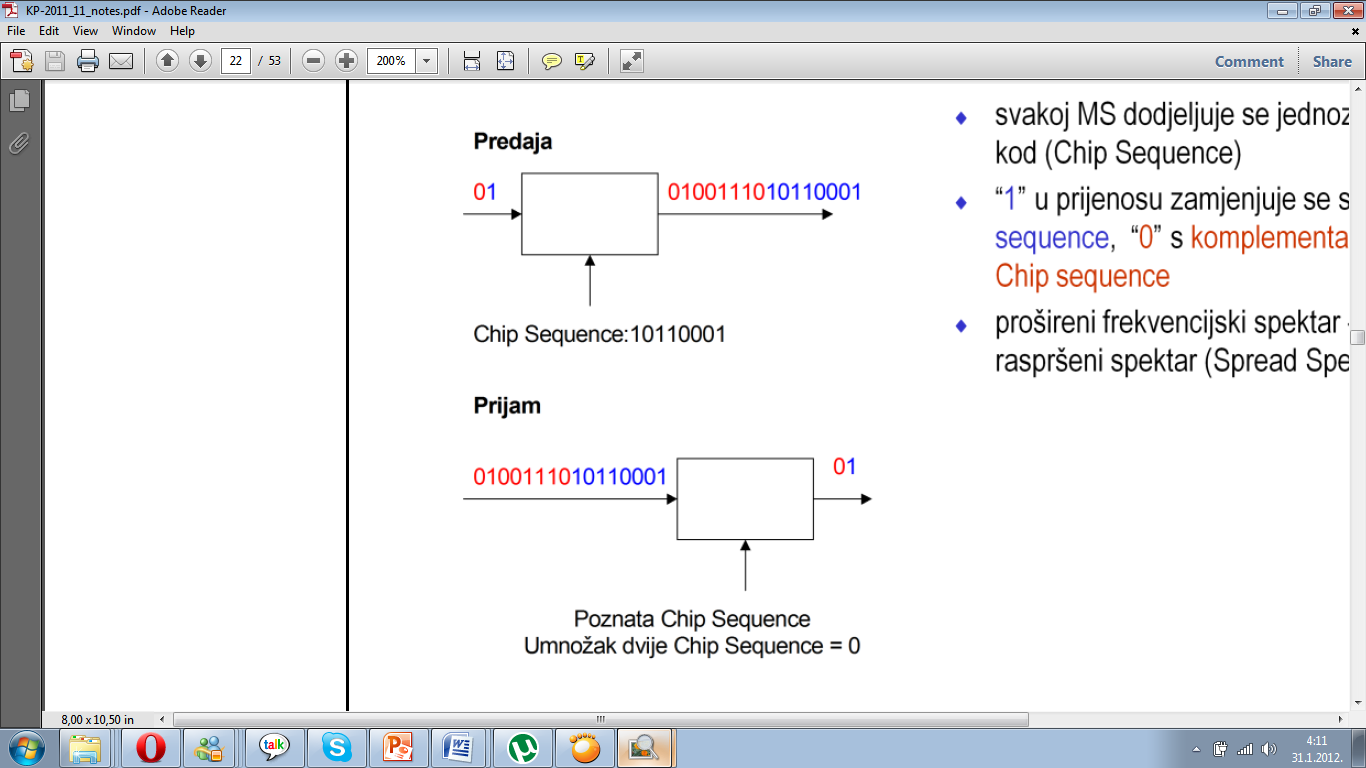 KP-2011_11_notes.pdf - Adobe Reader
File Edit View Window Help
22 / 53 200% Comment Share
Predaja
01 0100111010110001
Chip Sequence:10110001
Prijam
0100111010110001 01
Poznata Chip Sequence
Umnožak dvije Chip Sequence = 0
svakoj MS dodjeljuje se jednoz
kod (Chip Sequence)
“1” u prijenosu zamjenjuje se s
sequence, “0” s komplementa
Chip sequence
prošireni frekvencijski spektar
raspršeni spektar (Spread Spe
8,00 x 10,50 in
talk
4:11
31.1.2012.